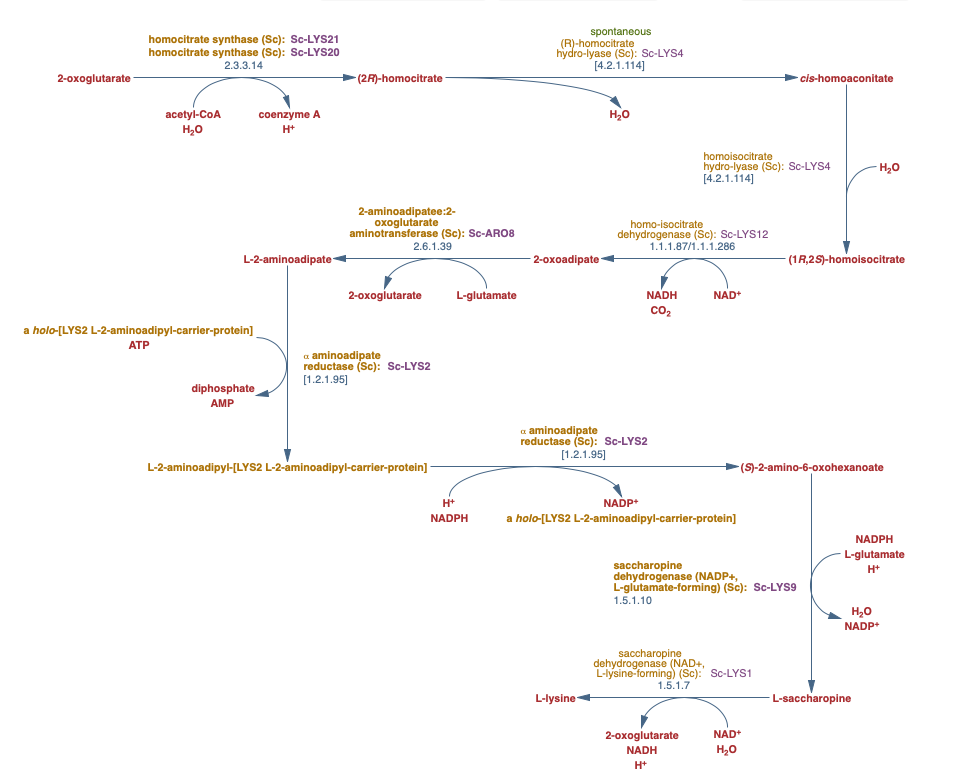 homocitrate synthase (Sc): Sc-LYS21
homocitrate synthase (Sc): Sc-LYS20
2.3.3.14
2-oxoglutarate
(2R)-homocitrate
acetyl-CoA
H₂O
coenzyme A
H⁺
spontaneous
(R)-homocitrate
hydro-lyase (Sc): Sc-LYS4
[4.2.1.114]
cis-homoaconitate
H₂O
homoisocitrate
hydro-lyase (Sc): Sc-LYS4
[4.2.1.114]
H₂O
(1R,2S)-homoisocitrate
homo-isocitrate
dehydrogenase (Sc): Sc-LYS12
1.1.1.87/1.1.1.286
NADH
CO₂
NAD⁺
2-oxoadipate
2-aminoadipatee:2-
oxoglutarate
aminotransferase (Sc): Sc-ARO8
2.6.1.39
2-oxoglutarate
L-glutamate
L-2-aminoadipate
a holo-[LYS2 L-2-aminoadipyl-carrier-protein]
ATP
diphosphate
AMP
α aminoadipate
reductase (Sc): Sc-LYS2
[1.2.1.95]
L-2-aminoadipyl-[LYS2 L-2-aminoadipyl-carrier-protein]
α aminoadipate
reductase (Sc): Sc-LYS2
[1.2.1.95]
H⁺
NADPH
NADP⁺
a holo-[LYS2 L-2-aminoadipyl-carrier-protein]
(S)-2-amino-6-oxohexanoate
NADPH
L-glutamate
H⁺
saccharopine
dehydrogenase (NADP+,
L-glutamate-forming) (Sc): Sc-LYS9
1.5.1.10
H₂O
NADP⁺
L-saccharopine
saccharopine
dehydrogenase (NAD+,
L-lysine-forming) (Sc): Sc-LYS1
1.5.1.7
L-lysine
2-oxoglutarate
NADH
H⁺
NAD⁺
H₂O